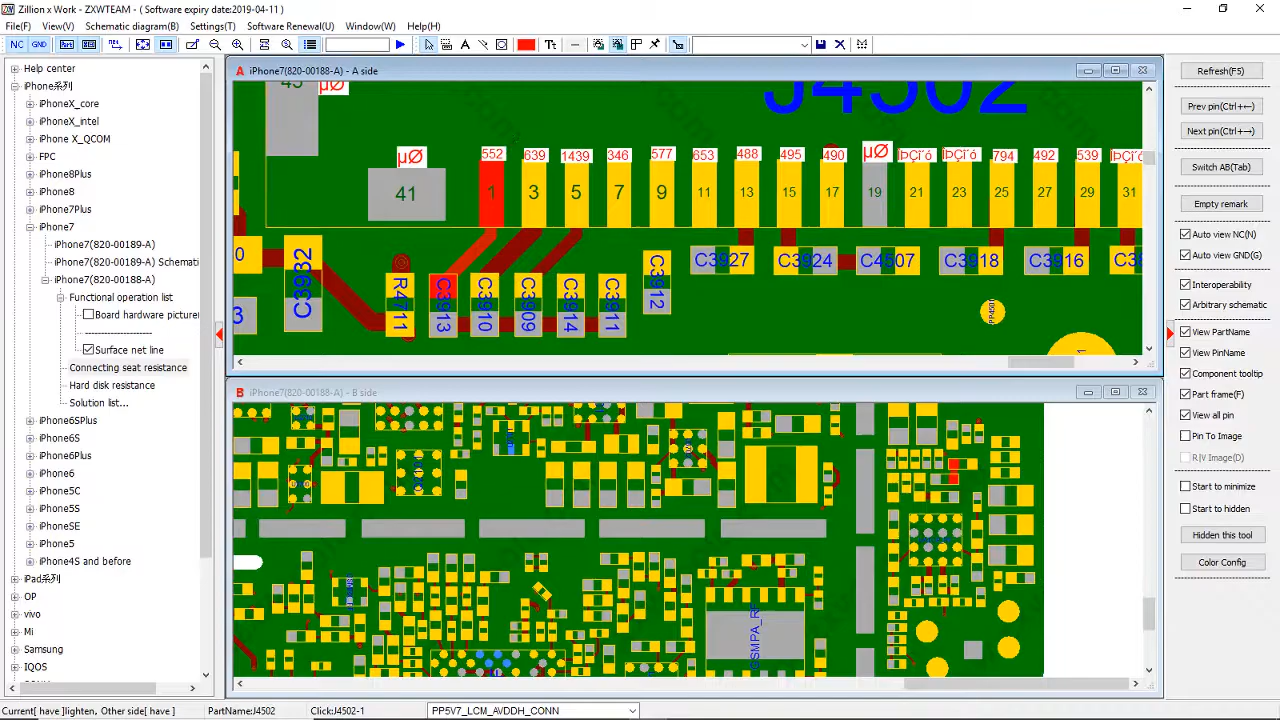 Zillion x Work - ZXWTEAM - ( Software expiry date:2019-04-11 )
File(F) View(V) Schematic diagram(B) Settings(T) Software Renewal(U) Window(W) Help(H)
NC GND
Help center
iPhone系列
iPhoneX_core
iPhoneX_intel
iPhone X_QCOM
FPC
iPhone8Plus
iPhone8
iPhone7Plus
iPhone7
iPhone7(820-00189-A)
iPhone7(820-00189-A) Schemati
iPhone7(820-00188-A)
Functional operation list
Board hardware picture
--------------------
Surface net line
Connecting seat resistance
Hard disk resistance
Solution list...
iPhone6SPlus
iPhone6S
iPhone6Plus
iPhone6
iPhone5C
iPhone5S
iPhoneSE
iPhone5
iPhone4S and before
iPad系列
OP
vivo
Mi
Samsung
IQOS
A iPhone7(820-00188-A) - A side
J4502
43 µØ
µØ 552 639 1439 346 577 653 488 495 490 µØ ÍÞÇí´ó ÍÞÇí´ó 794 492 539 ÍÞÇí´ó
41 1 3 5 7 9 11 13 15 17 19 21 23 25 27 29 31
C3932 R4711 C3913 C3910 C3909 C3914 C3911 C3912 C3927 C3924 C4507 C3918 C3916
PP4501
B iPhone7(820-00188-A) - B side
Refresh(F5)
Prev pin(Ctrl+←)
Next pin(Ctrl+→)
Switch AB(Tab)
Empty remark
Auto view NC(N)
Auto view GND(G)
Interoperability
Arbitrary schematic
View PartName
View PinName
Component tooltip
Part frame(F)
View all pin
Pin To Image
R|V Image(D)
Start to minimize
Start to hidden
Hidden this tool
Color Config
Current[ have ]lighten, Other side[ have ] PartName:J4502 Click:J4502-1 PP5V7_LCM_AVDDH_CONN